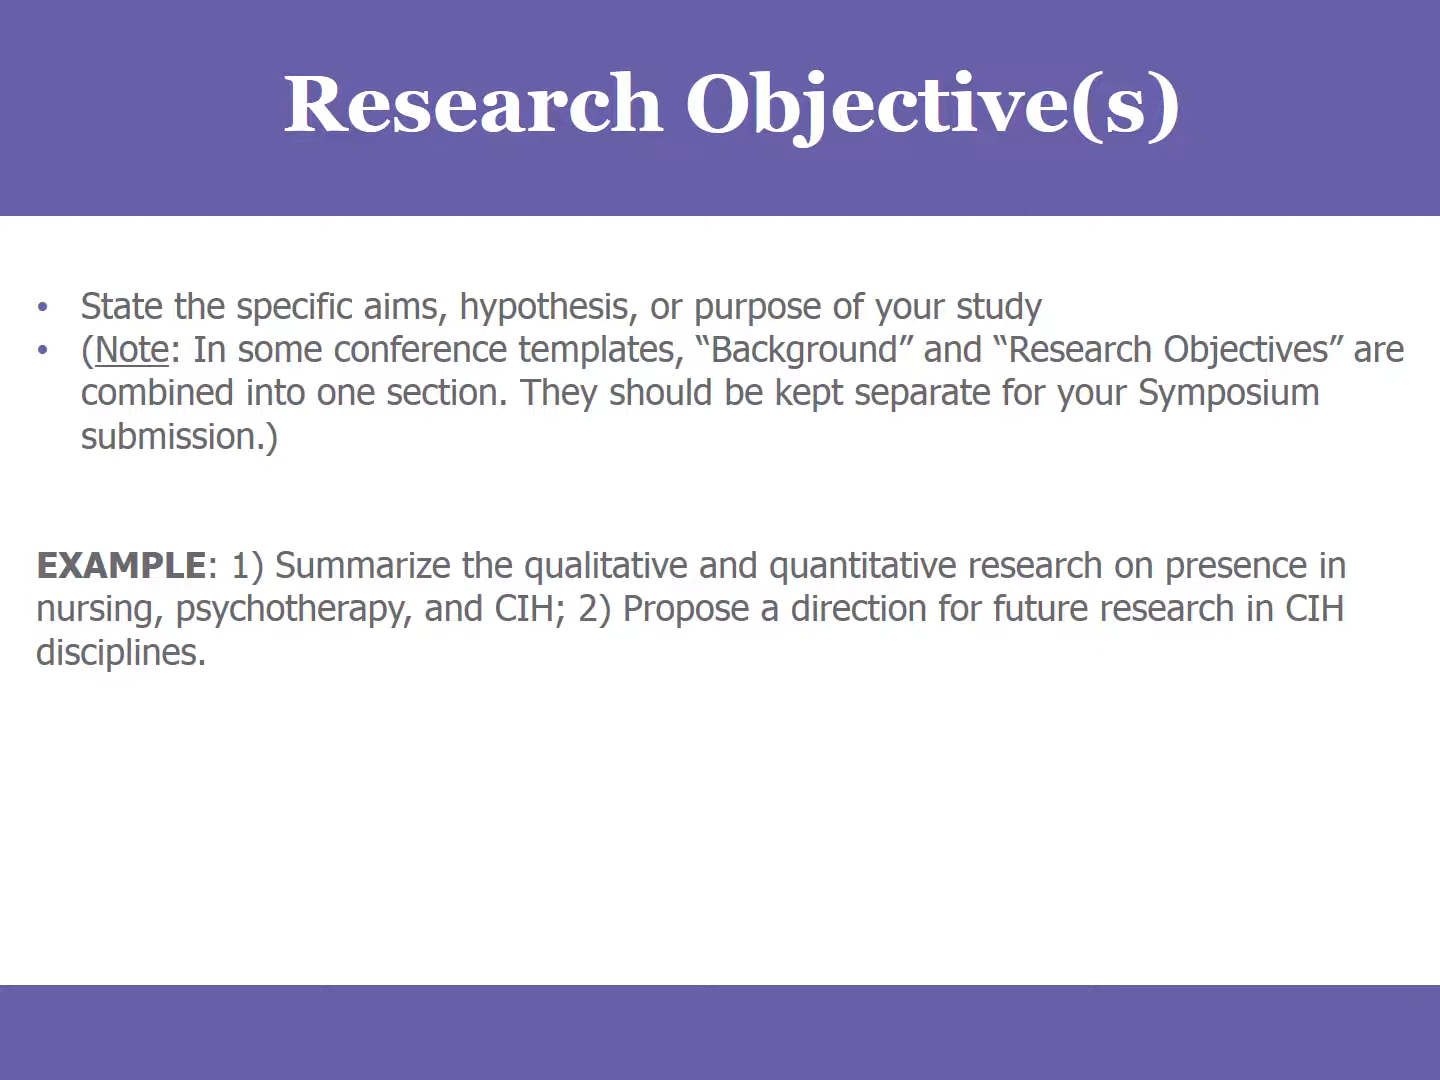 Research Objective(s)
• State the specific aims, hypothesis, or purpose of your study
• (Note: In some conference templates, “Background” and “Research Objectives” are
combined into one section. They should be kept separate for your Symposium
submission.)
EXAMPLE: 1) Summarize the qualitative and quantitative research on presence in
nursing, psychotherapy, and CIH; 2) Propose a direction for future research in CIH
disciplines.